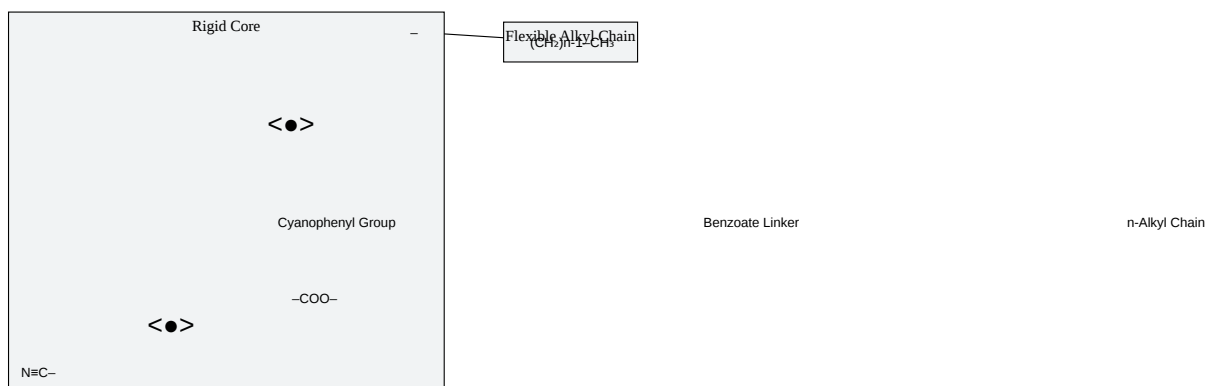 Rigid Core
–
Flexible Alkyl Chain
(CH₂)n-1–CH₃
<●>
Cyanophenyl Group
Benzoate Linker
n-Alkyl Chain
–COO–
<●>
N≡C–